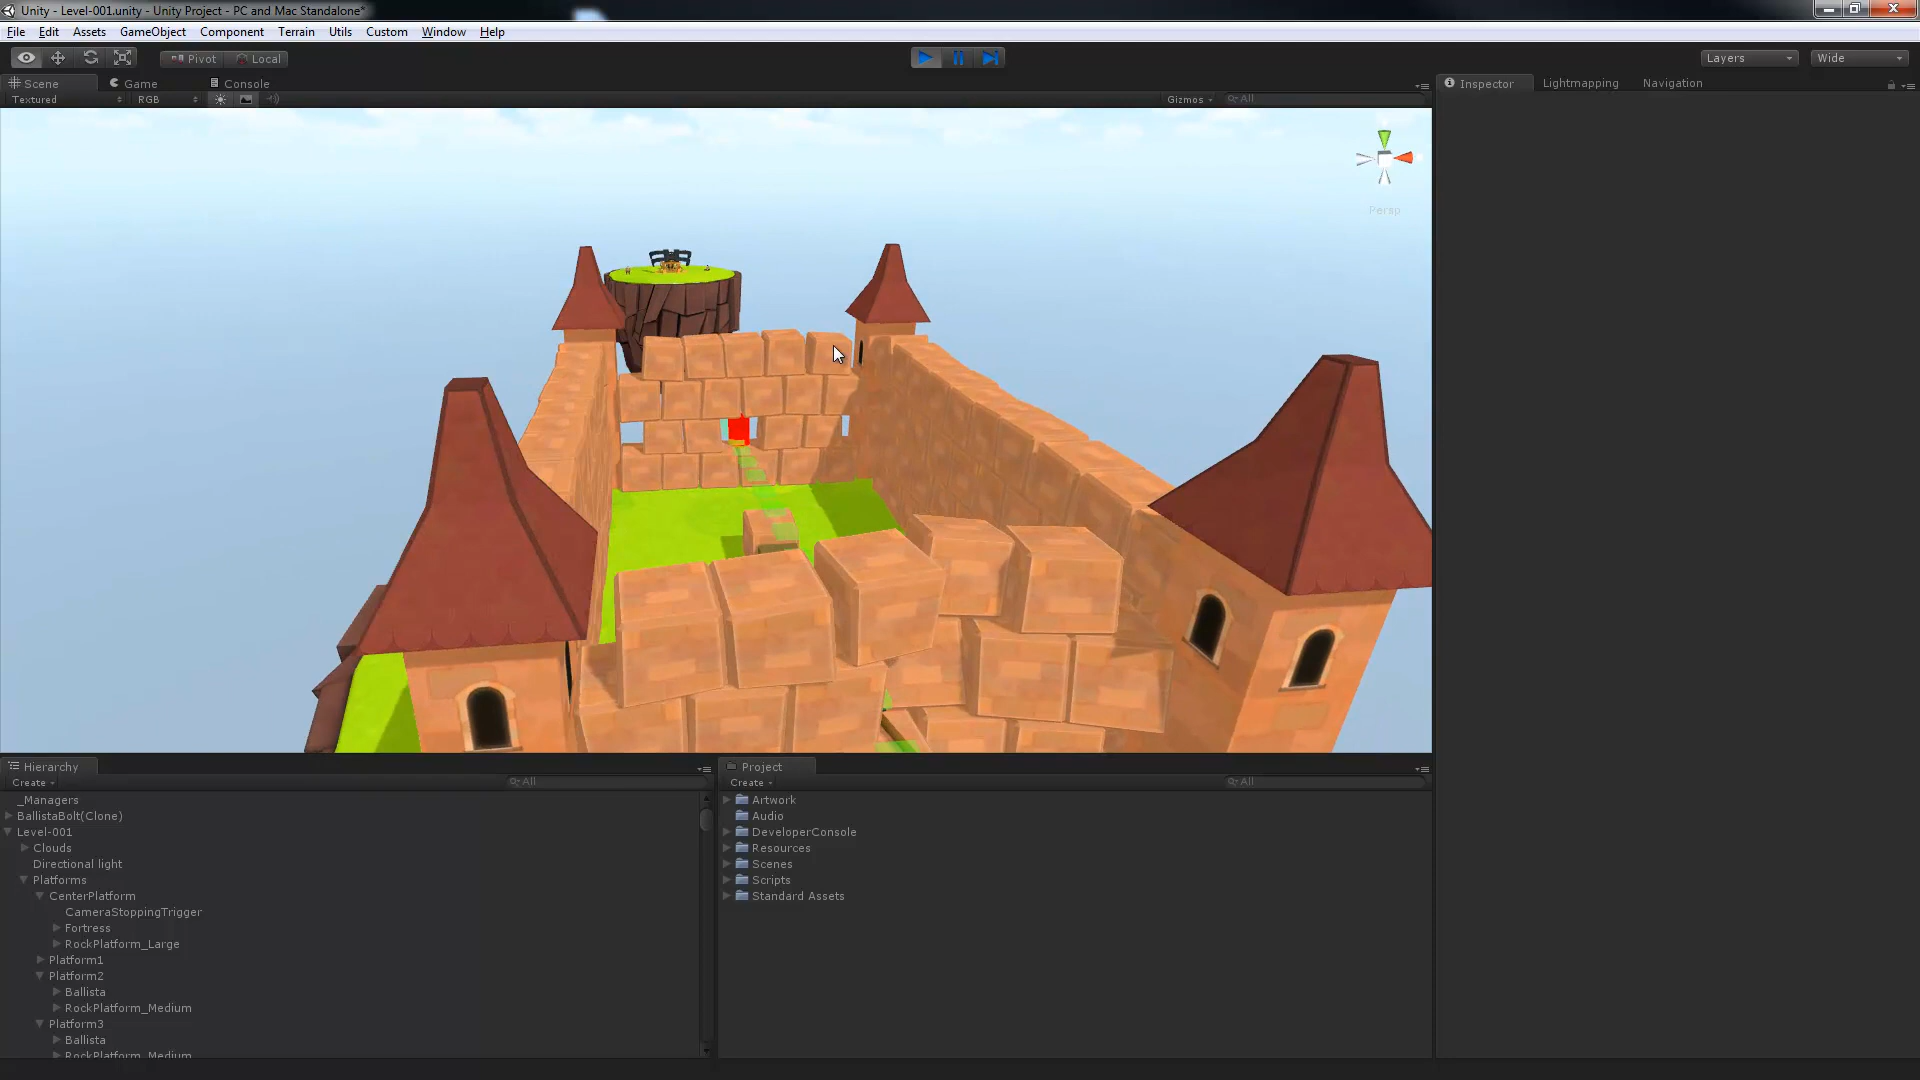 Unity - Level-001.unity - Unity Project - PC and Mac Standalone*
File Edit Assets GameObject Component Terrain Utils Custom Window Help
Pivot Local Layers Wide
Scene Game Console Inspector Lightmapping Navigation
Textured RGB Gizmos All
Persp
Hierarchy Project
Create All Create All
_Managers
BallistaBolt(Clone)
Level-001
Clouds
Directional light
Platforms
CenterPlatform
CameraStoppingTrigger
Fortress
RockPlatform_Large
Platform1
Platform2
Ballista
RockPlatform_Medium
Platform3
Ballista
RockPlatform_Medium
Artwork
Audio
DeveloperConsole
Resources
Scenes
Scripts
Standard Assets